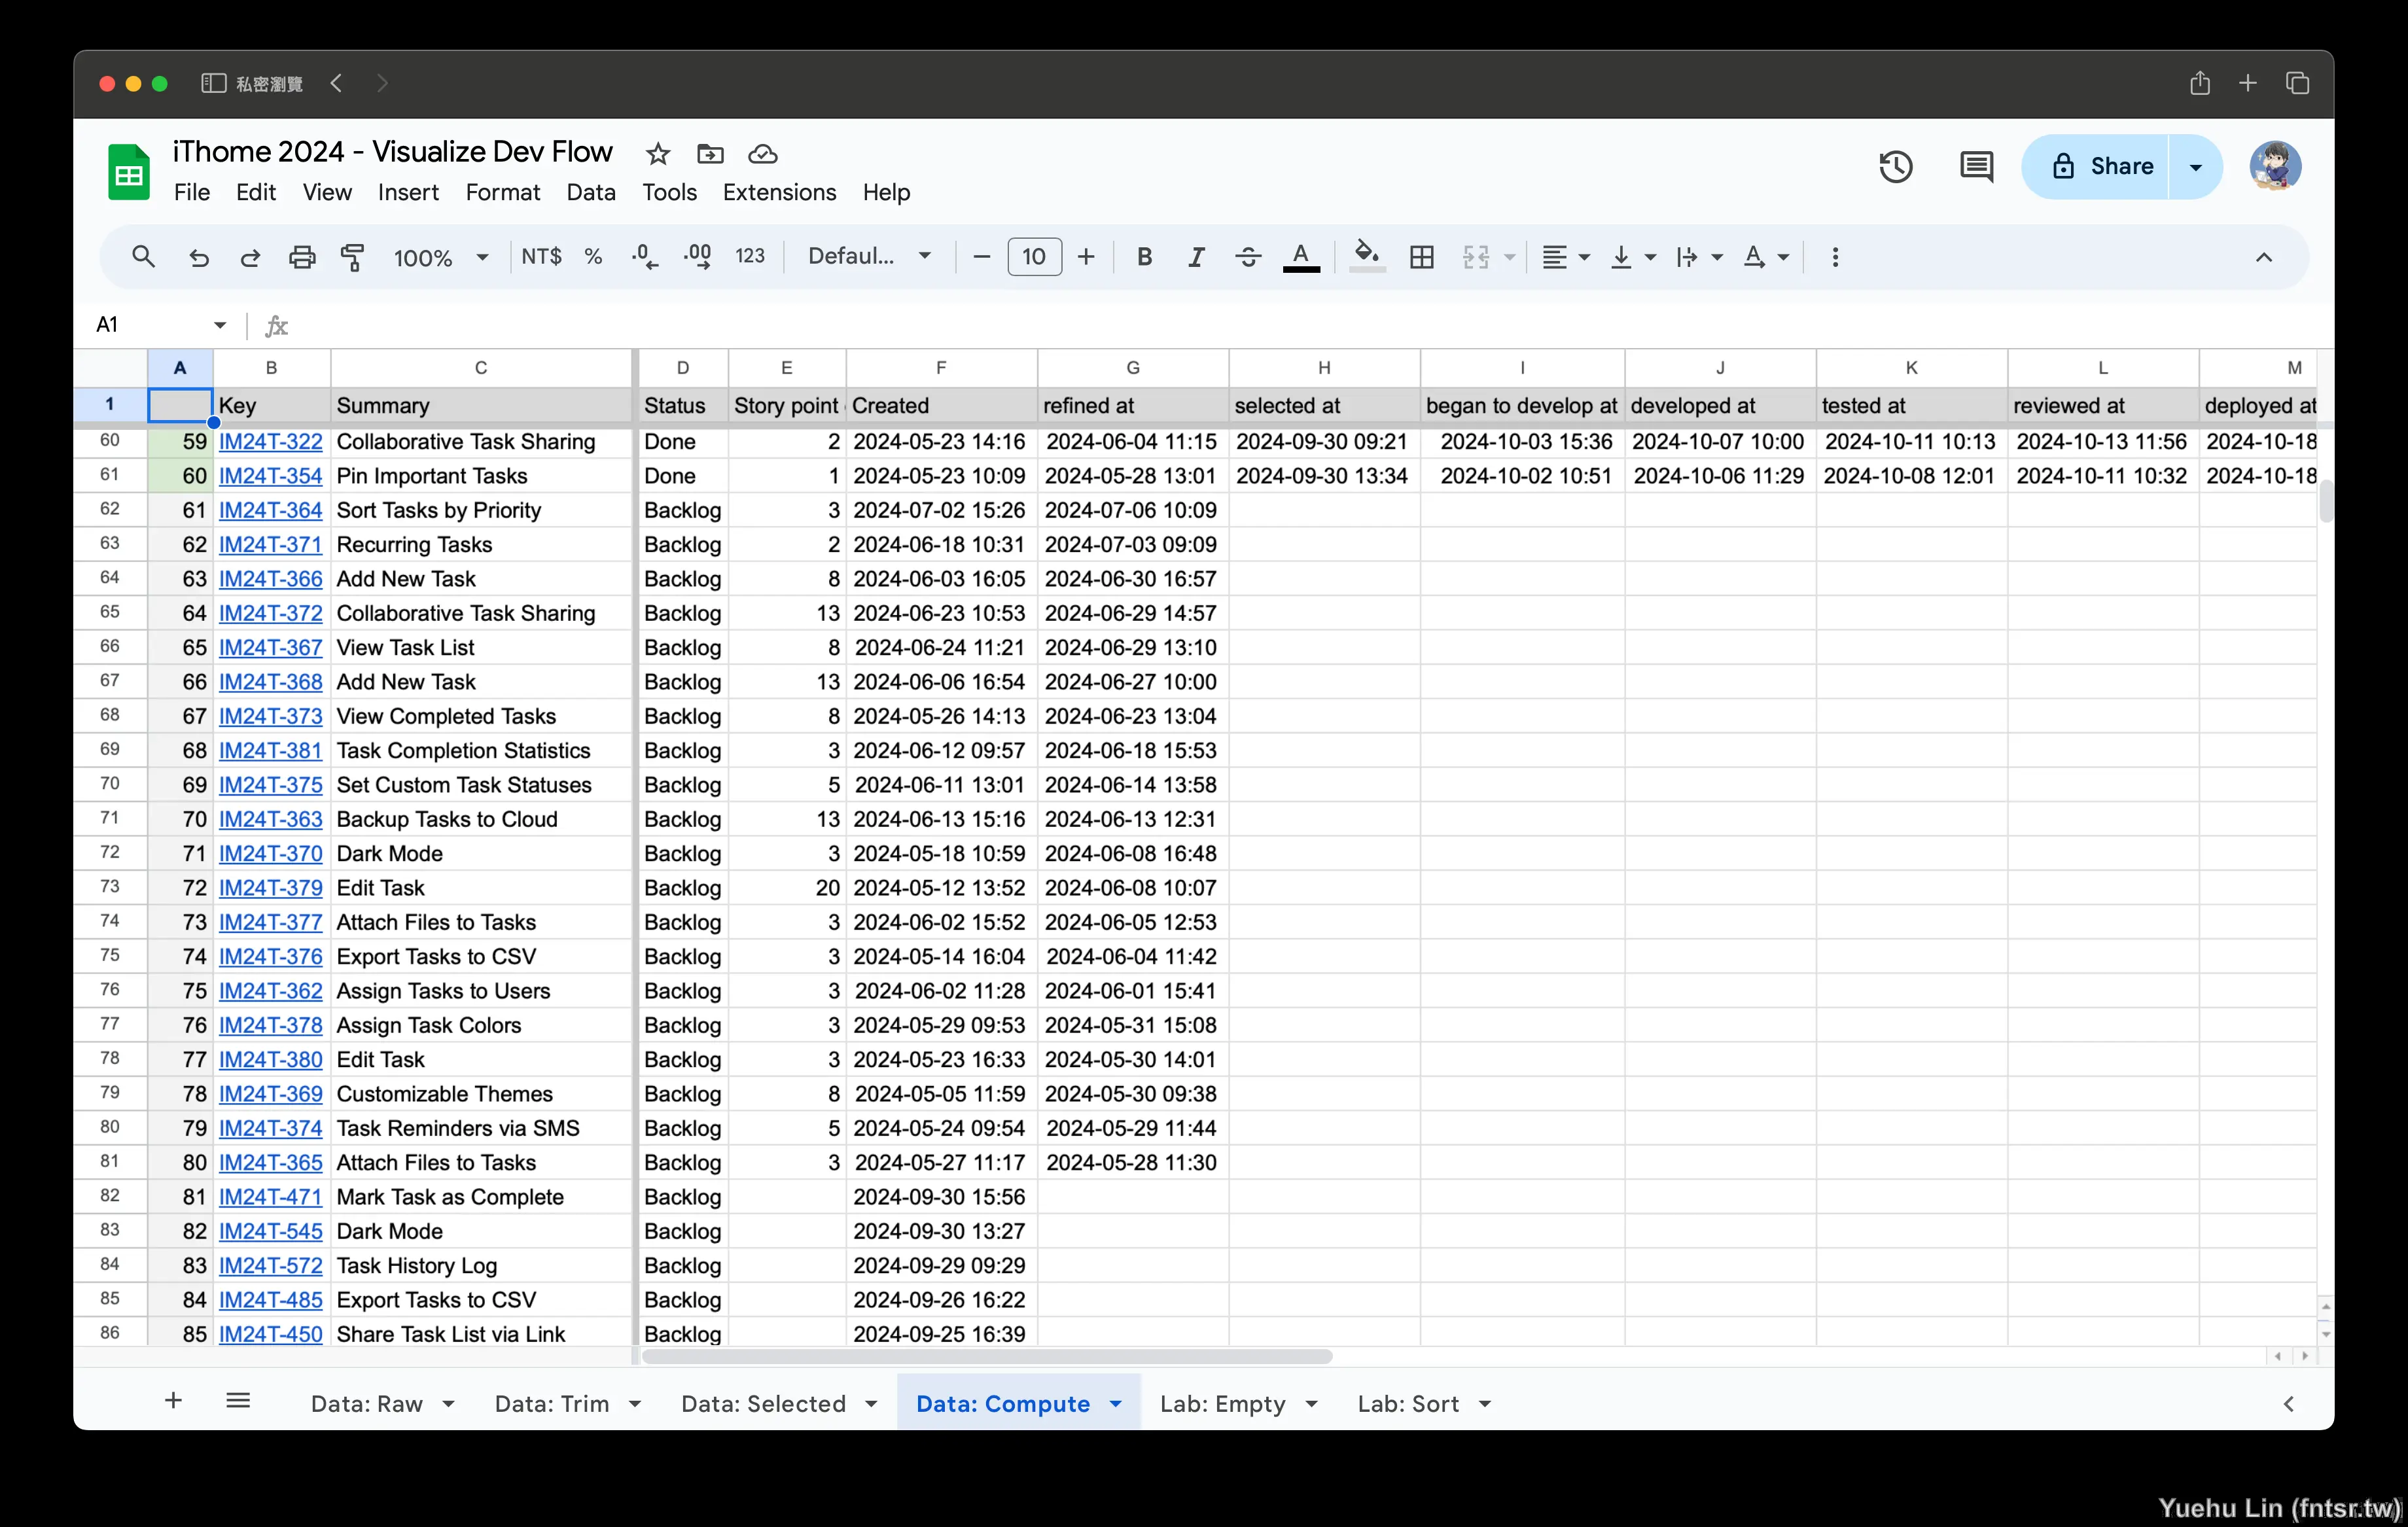 私密瀏覽
iThome 2024 - Visualize Dev Flow
File Edit View Insert Format Data Tools Extensions Help
Share
100% NT$ % .0 .00 123 Defaul... 10 B I S A
A1 fx
A B C D E F G H I J K L M
1 Key Summary Status Story point Created refined at selected at began to develop at developed at tested at reviewed at deployed at
60 59 IM24T-322 Collaborative Task Sharing Done 2 2024-05-23 14:16 2024-06-04 11:15 2024-09-30 09:21 2024-10-03 15:36 2024-10-07 10:00 2024-10-11 10:13 2024-10-13 11:56 2024-10-18
61 60 IM24T-354 Pin Important Tasks Done 1 2024-05-23 10:09 2024-05-28 13:01 2024-09-30 13:34 2024-10-02 10:51 2024-10-06 11:29 2024-10-08 12:01 2024-10-11 10:32 2024-10-18
62 61 IM24T-364 Sort Tasks by Priority Backlog 3 2024-07-02 15:26 2024-07-06 10:09
63 62 IM24T-371 Recurring Tasks Backlog 2 2024-06-18 10:31 2024-07-03 09:09
64 63 IM24T-366 Add New Task Backlog 8 2024-06-03 16:05 2024-06-30 16:57
65 64 IM24T-372 Collaborative Task Sharing Backlog 13 2024-06-23 10:53 2024-06-29 14:57
66 65 IM24T-367 View Task List Backlog 8 2024-06-24 11:21 2024-06-29 13:10
67 66 IM24T-368 Add New Task Backlog 13 2024-06-06 16:54 2024-06-27 10:00
68 67 IM24T-373 View Completed Tasks Backlog 8 2024-05-26 14:13 2024-06-23 13:04
69 68 IM24T-381 Task Completion Statistics Backlog 3 2024-06-12 09:57 2024-06-18 15:53
70 69 IM24T-375 Set Custom Task Statuses Backlog 5 2024-06-11 13:01 2024-06-14 13:58
71 70 IM24T-363 Backup Tasks to Cloud Backlog 13 2024-06-13 15:16 2024-06-13 12:31
72 71 IM24T-370 Dark Mode Backlog 3 2024-05-18 10:59 2024-06-08 16:48
73 72 IM24T-379 Edit Task Backlog 20 2024-05-12 13:52 2024-06-08 10:07
74 73 IM24T-377 Attach Files to Tasks Backlog 3 2024-06-02 15:52 2024-06-05 12:53
75 74 IM24T-376 Export Tasks to CSV Backlog 3 2024-05-14 16:04 2024-06-04 11:42
76 75 IM24T-362 Assign Tasks to Users Backlog 3 2024-06-02 11:28 2024-06-01 15:41
77 76 IM24T-378 Assign Task Colors Backlog 3 2024-05-29 09:53 2024-05-31 15:08
78 77 IM24T-380 Edit Task Backlog 3 2024-05-23 16:33 2024-05-30 14:01
79 78 IM24T-369 Customizable Themes Backlog 8 2024-05-05 11:59 2024-05-30 09:38
80 79 IM24T-374 Task Reminders via SMS Backlog 5 2024-05-24 09:54 2024-05-29 11:44
81 80 IM24T-365 Attach Files to Tasks Backlog 3 2024-05-27 11:17 2024-05-28 11:30
82 81 IM24T-471 Mark Task as Complete Backlog 2024-09-30 15:56
83 82 IM24T-545 Dark Mode Backlog 2024-09-30 13:27
84 83 IM24T-572 Task History Log Backlog 2024-09-29 09:29
85 84 IM24T-485 Export Tasks to CSV Backlog 2024-09-26 16:22
86 85 IM24T-450 Share Task List via Link Backlog 2024-09-25 16:39
Data: Raw Data: Trim Data: Selected Data: Compute Lab: Empty Lab: Sort
Yuehu Lin (fntsr.tw)